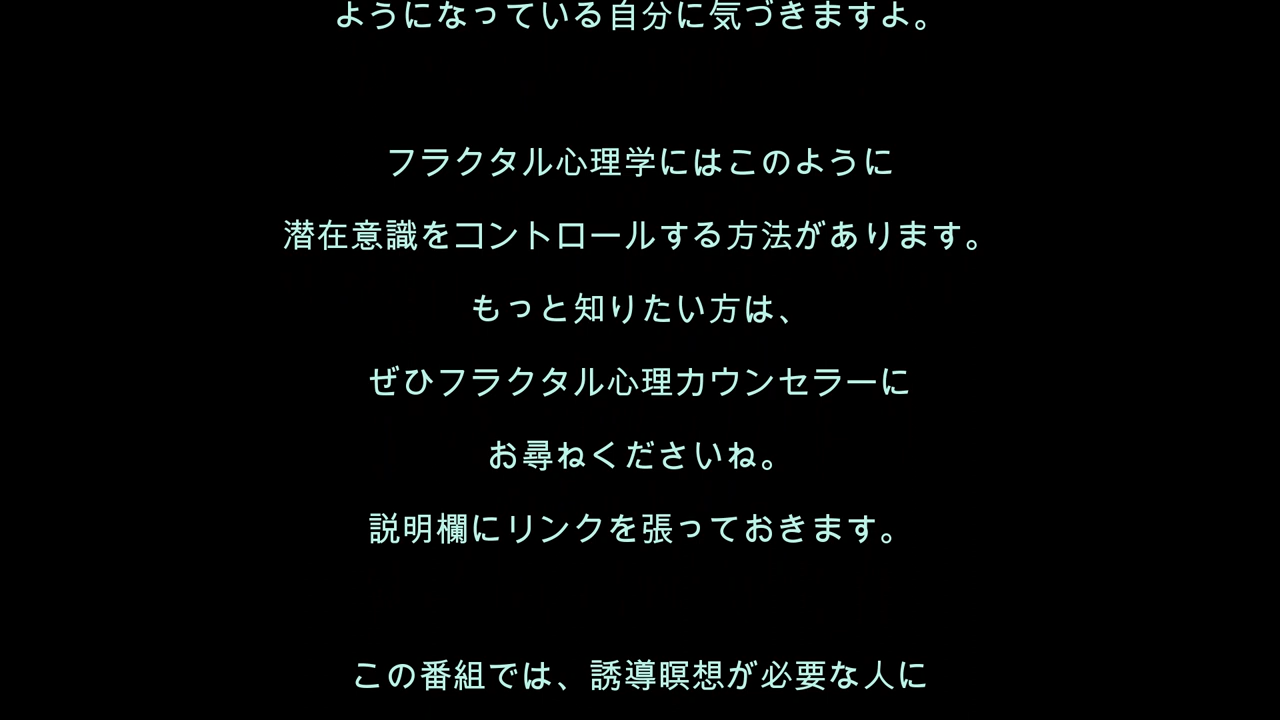 ようになっている自分に気づきますよ。
フラクタル心理学にはこのように
潜在意識をコントロールする方法があります。
もっと知りたい方は、
ぜひフラクタル心理カウンセラーに
お尋ねくださいね。
説明欄にリンクを張っておきます。
この番組では、誘導瞑想が必要な人に